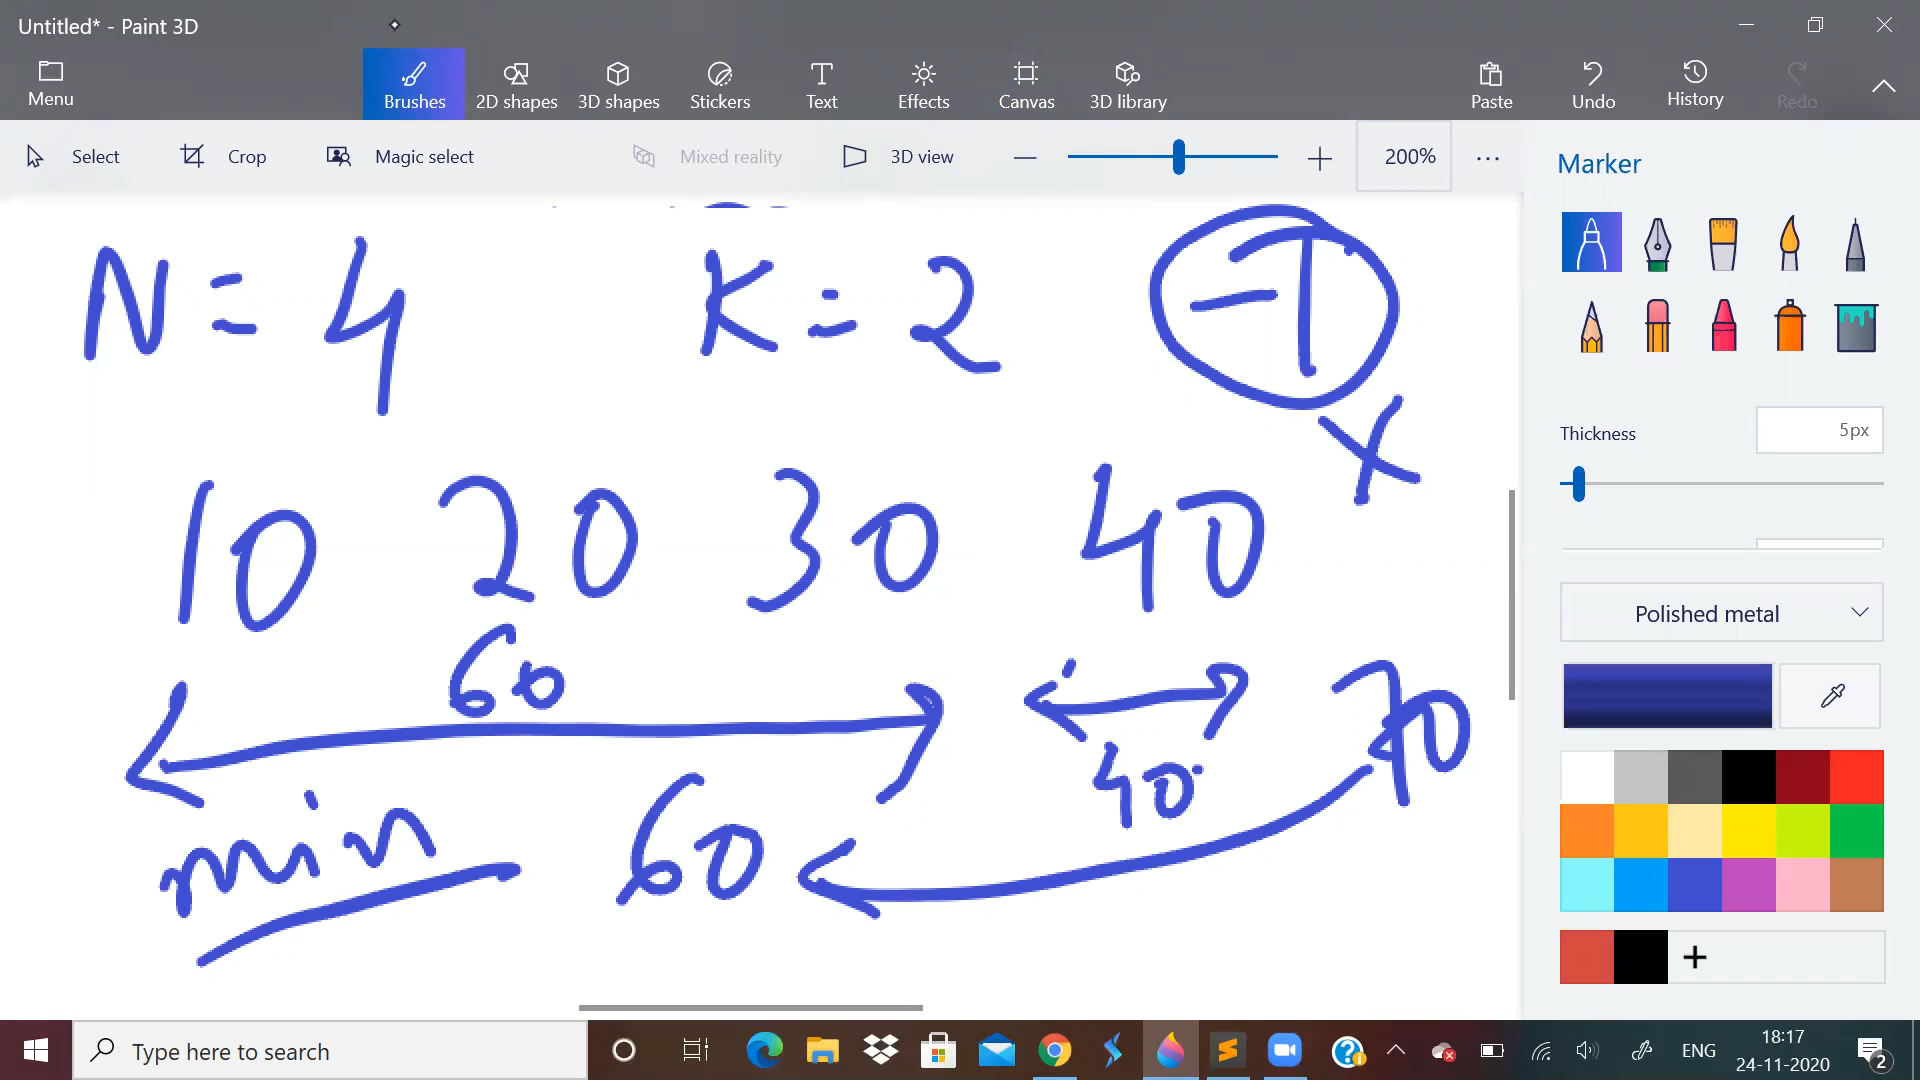 Untitled* - Paint 3D
Menu
Brushes
2D shapes
3D shapes
Stickers
Text
Effects
Canvas
3D library
Paste
Undo
History
Redo
Select
Crop
Magic select
Mixed reality
3D view
200%
Marker
Thickness
5px
Polished metal
N = 4 K = 2 -1
x
10 20 30 40
60
40
70
min 60
Type here to search
ENG
18:17
24-11-2020
2